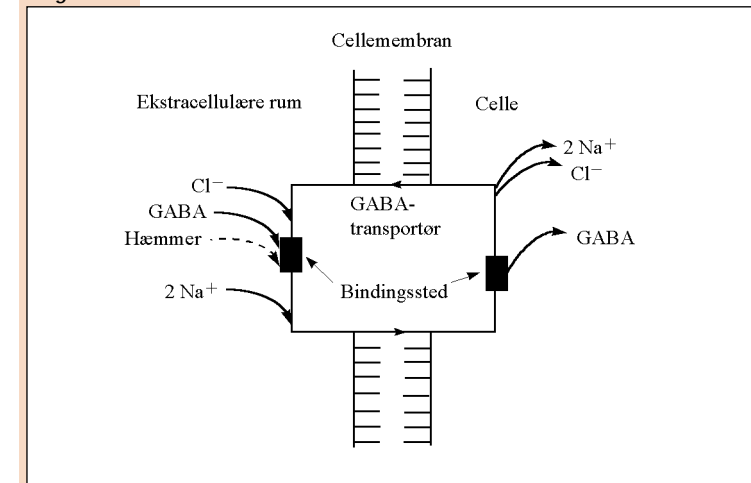 Cellemembran
Ekstracellulære rum
Celle
2 Na+
Cl−
Cl−
GABA
Hæmmer
GABA-
transportør
GABA
2 Na+
Bindingssted